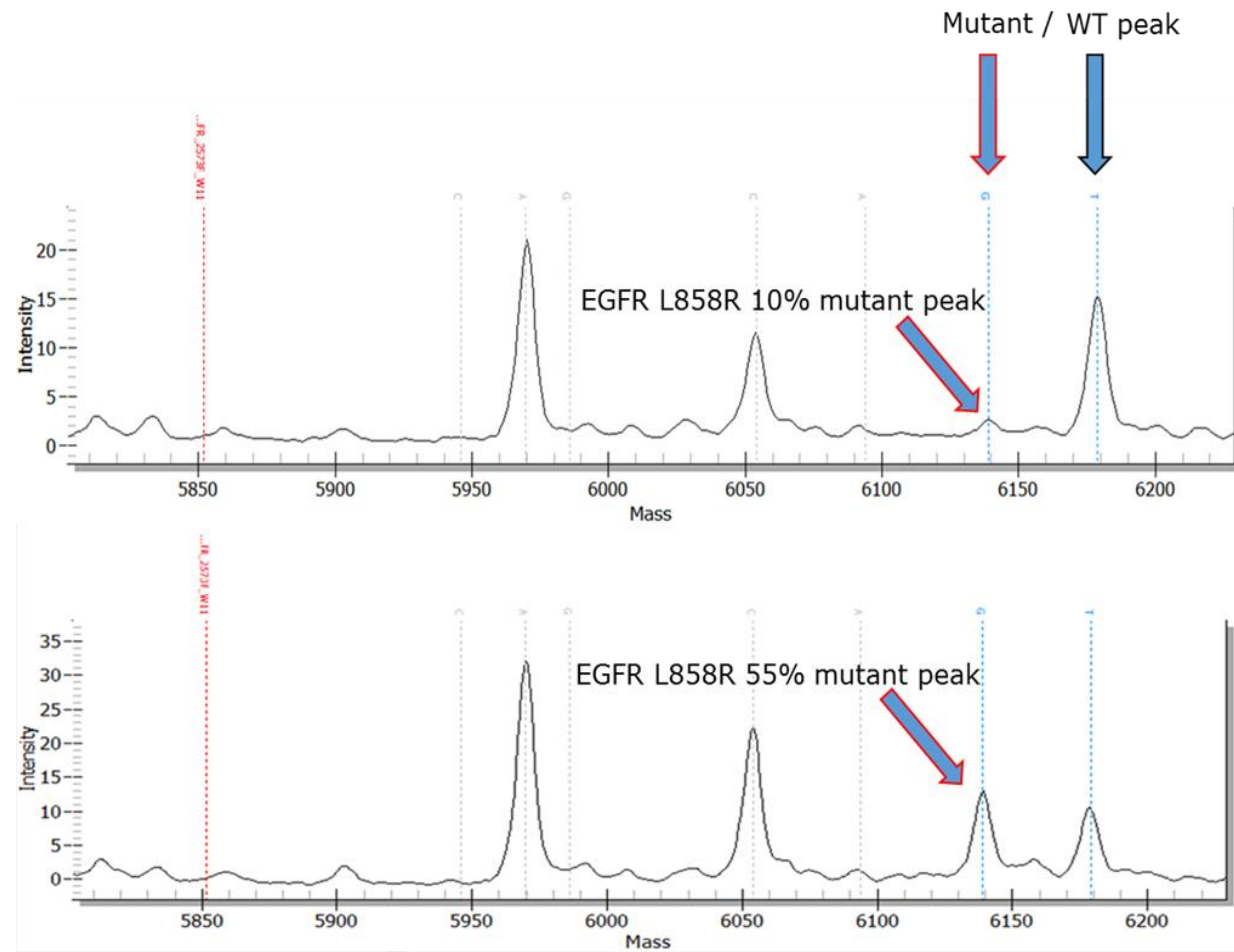 Mutant / WT peak
...FR_2573F_W11
C
A
G
C
A
G
T
Intensity
20
15
10
5
0
EGFR L858R 10% mutant peak
5850
5900
5950
6000
6050
6100
6150
6200
Mass
...FR_2573F_W11
C
A
G
C
A
G
T
Intensity
35
30
25
20
15
10
5
0
EGFR L858R 55% mutant peak
5850
5900
5950
6000
6050
6100
6150
6200
Mass